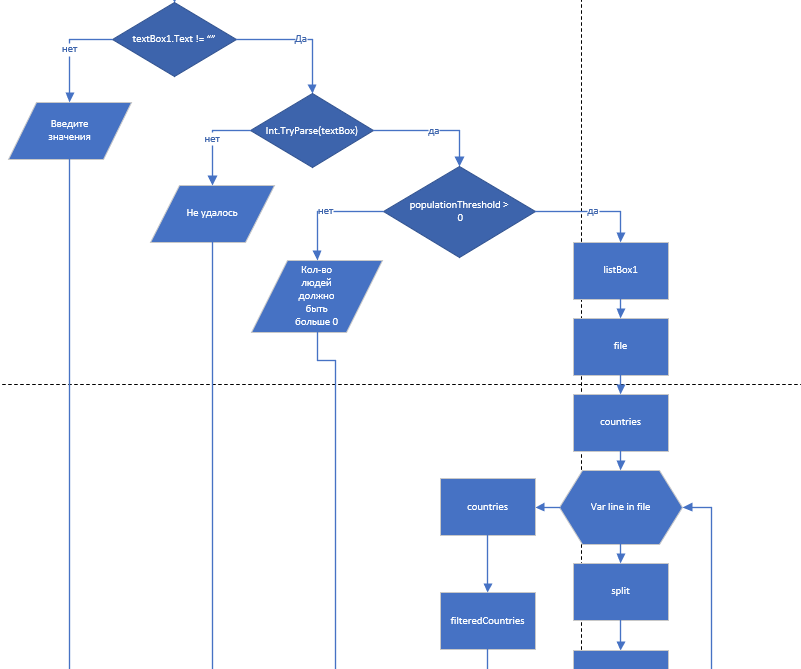 textBox1.Text != “”
нет
Да
Введите
значения
Int.TryParse(textBox)
нет
да
Не удалось
populationThreshold >
0
нет
да
Кол-во
людей
должно
быть
больше 0
listBox1
file
countries
Var line in file
countries
split
filteredCountries